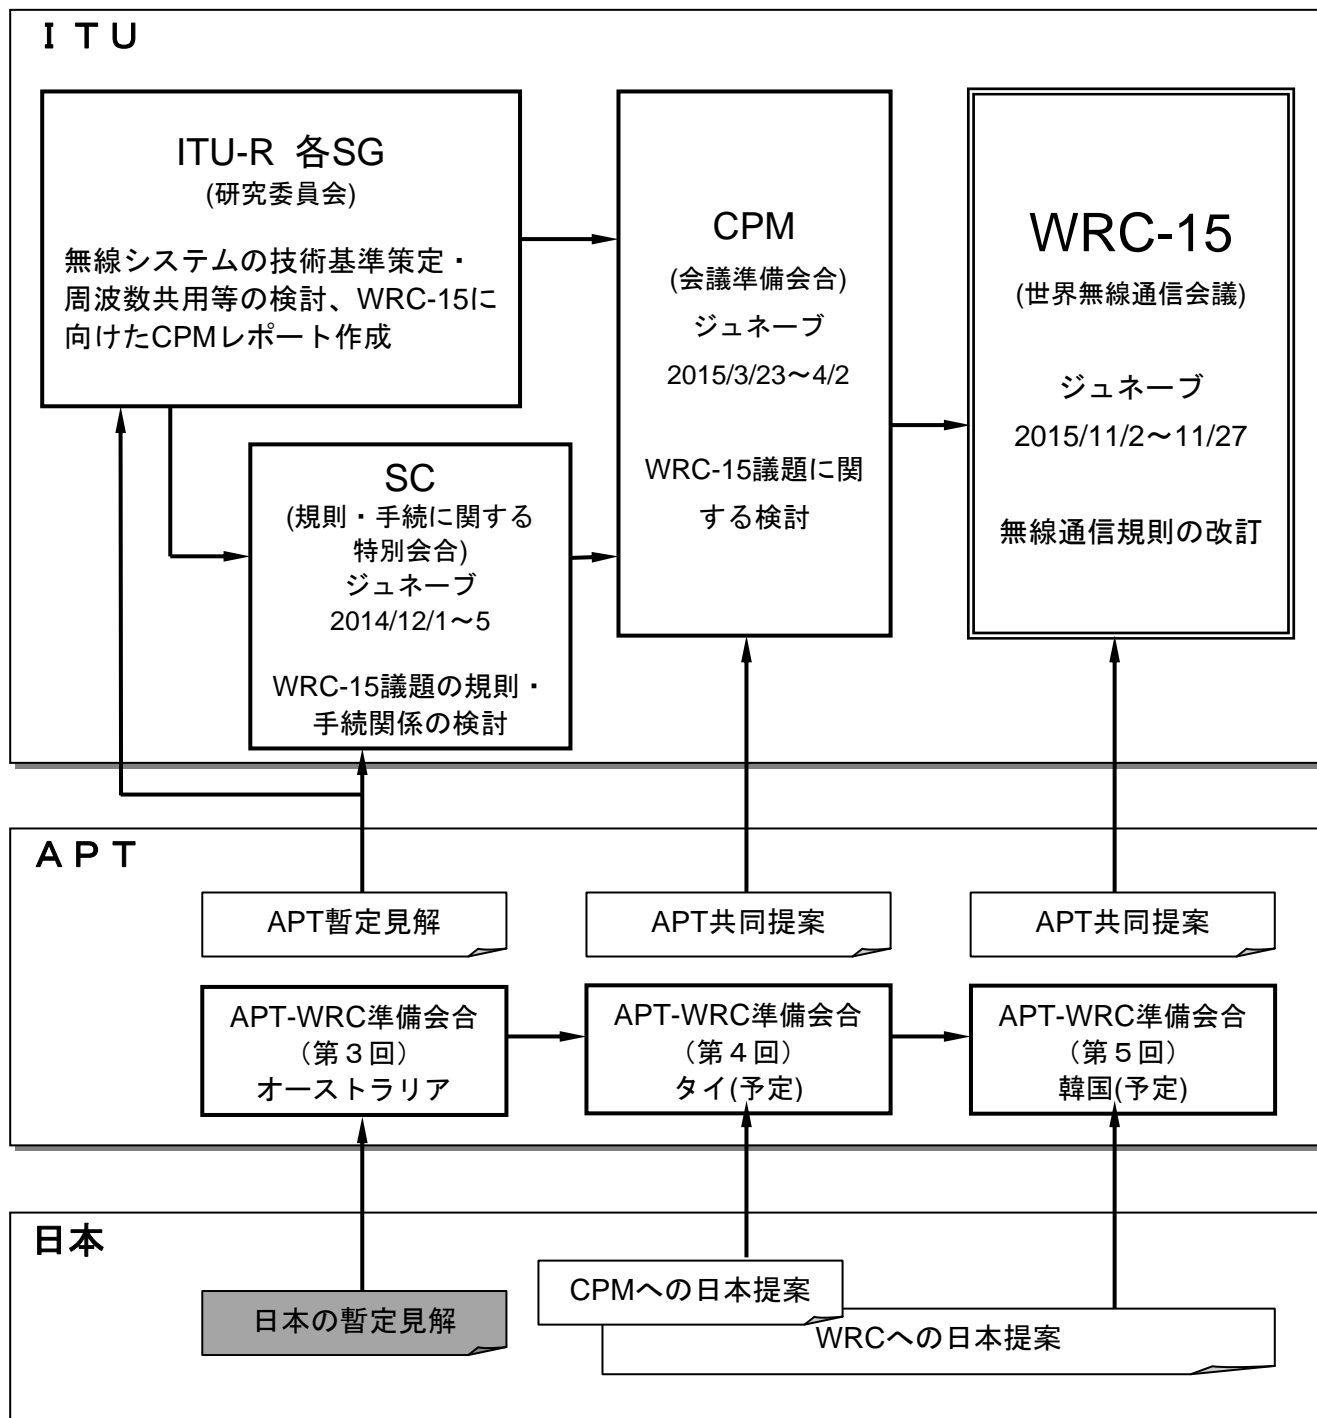 ＩＴＵ
ITU-R 各SG
(研究委員会)
無線システムの技術基準策定・
周波数共用等の検討、WRC-15に
向けたCPMレポート作成
SC
(規則・手続に関する
特別会合)
ジュネーブ
2014/12/1～5
WRC-15議題の規則・
手続関係の検討
CPM
(会議準備会合)
ジュネーブ
2015/3/23～4/2
WRC-15議題に関
する検討
WRC-15
(世界無線通信会議)
ジュネーブ
2015/11/2～11/27
無線通信規則の改訂
ＡＰＴ
APT暫定見解
APT共同提案
APT共同提案
APT-WRC準備会合
（第３回）
オーストラリア
APT-WRC準備会合
（第４回）
タイ(予定)
APT-WRC準備会合
（第５回）
韓国(予定)
日本
日本の暫定見解
CPMへの日本提案
WRCへの日本提案